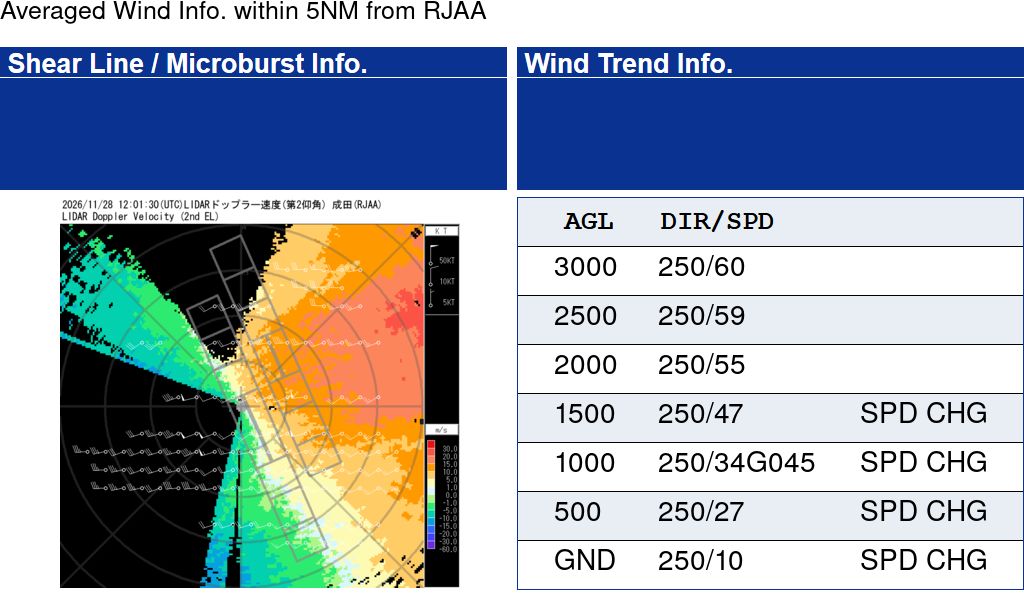 Averaged Wind Info. within 5NM from RJAA
Shear Line / Microburst Info.
Wind Trend Info.
2026/11/28 12:01:30(UTC)LIDARドップラー速度(第2仰角) 成田(RJAA)
LIDAR Doppler Velocity (2nd EL)
K T
50KT
10KT
5KT
m/s
30.0
20.0
15.0
10.0
5.0
1.0
0.0
-1.0
-5.0
-10.0
-15.0
-20.0
-30.0
-60.0
AGL DIR/SPD
3000 250/60
2500 250/59
2000 250/55
1500 250/47 SPD CHG
1000 250/34G045 SPD CHG
500 250/27 SPD CHG
GND 250/10 SPD CHG